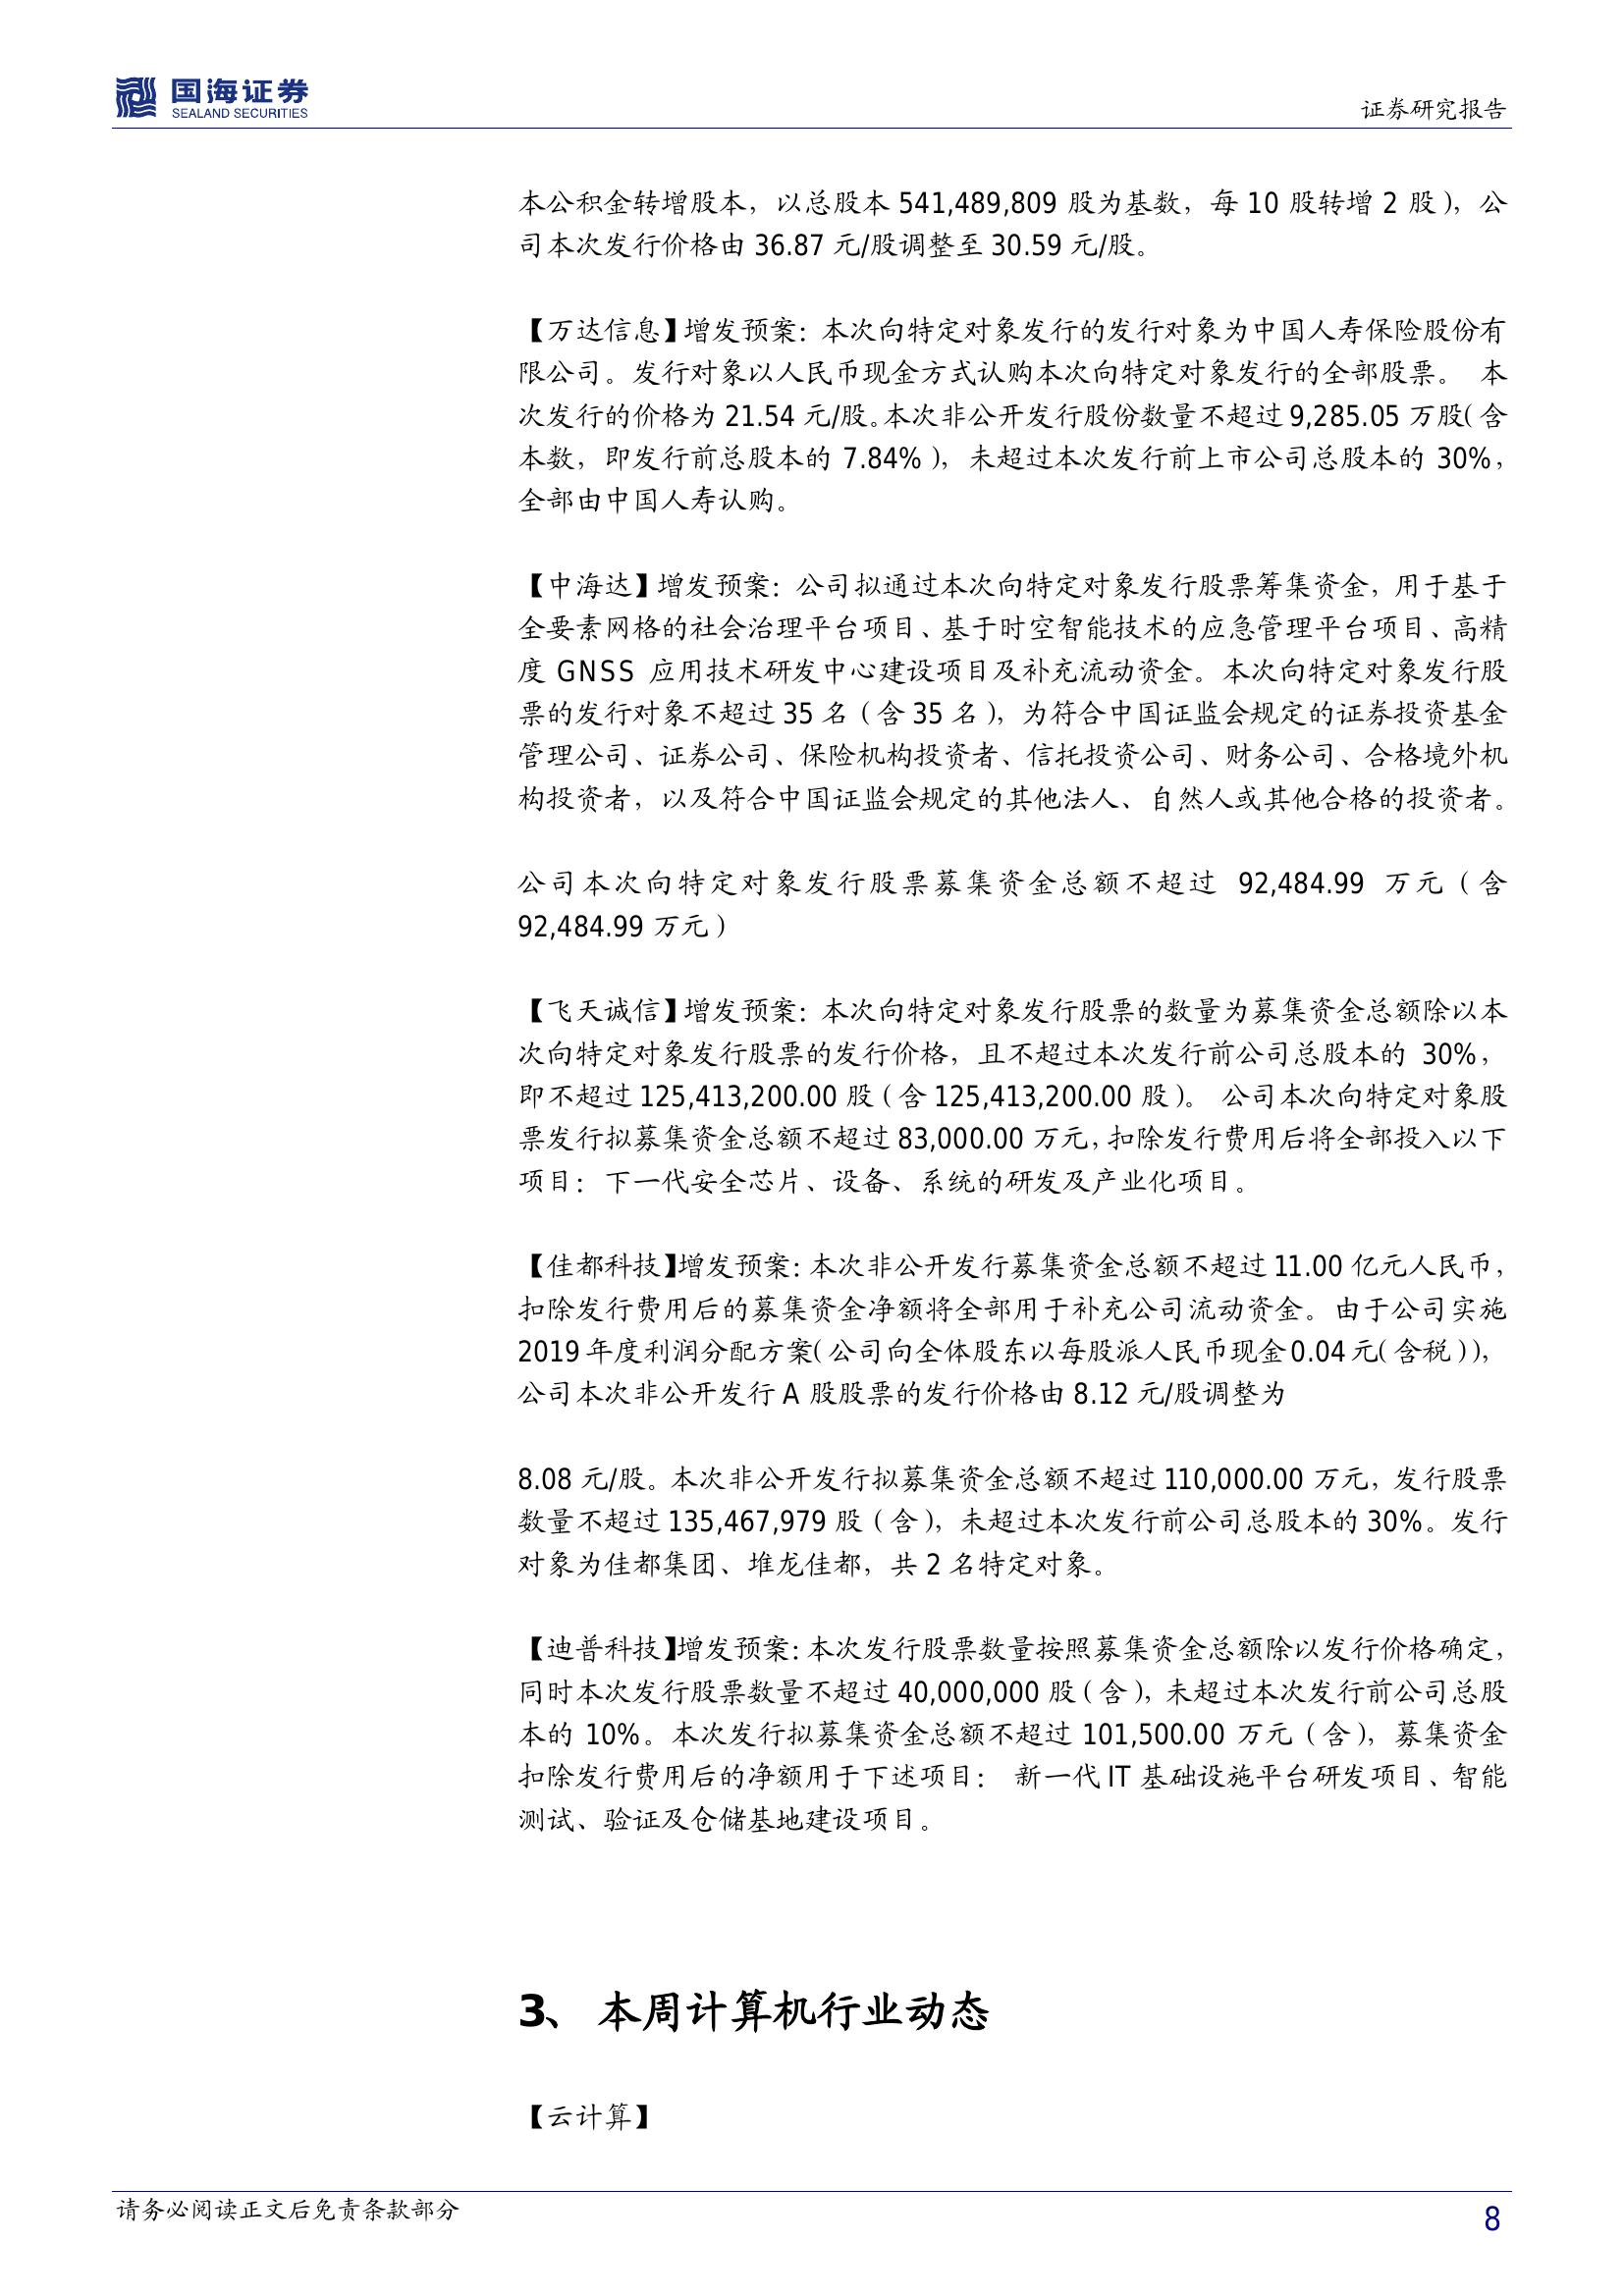 国海证券
SEALAND SECURITIES
证券研究报告
本公积金转增股本，以总股本 541,489,809 股为基数，每 10 股转增 2 股），公
司本次发行价格由 36.87 元/股调整至 30.59 元/股。
【万达信息】增发预案：本次向特定对象发行的发行对象为中国人寿保险股份有
限公司。发行对象以人民币现金方式认购本次向特定对象发行的全部股票。 本
次发行的价格为 21.54 元/股。本次非公开发行股份数量不超过 9,285.05 万股（含
本数，即发行前总股本的 7.84%），未超过本次发行前上市公司总股本的 30%，
全部由中国人寿认购。
【中海达】增发预案：公司拟通过本次向特定对象发行股票筹集资金，用于基于
全要素网格的社会治理平台项目、基于时空智能技术的应急管理平台项目、高精
度 GNSS 应用技术研发中心建设项目及补充流动资金。本次向特定对象发行股
票的发行对象不超过 35 名（含 35 名），为符合中国证监会规定的证券投资基金
管理公司、证券公司、保险机构投资者、信托投资公司、财务公司、合格境外机
构投资者，以及符合中国证监会规定的其他法人、自然人或其他合格的投资者。
公司本次向特定对象发行股票募集资金总额不超过 92,484.99 万元（含
92,484.99 万元）
【飞天诚信】增发预案：本次向特定对象发行股票的数量为募集资金总额除以本
次向特定对象发行股票的发行价格，且不超过本次发行前公司总股本的 30%，
即不超过 125,413,200.00 股（含 125,413,200.00 股）。 公司本次向特定对象股
票发行拟募集资金总额不超过 83,000.00 万元，扣除发行费用后将全部投入以下
项目：下一代安全芯片、设备、系统的研发及产业化项目。
【佳都科技】增发预案：本次非公开发行募集资金总额不超过 11.00 亿元人民币，
扣除发行费用后的募集资金净额将全部用于补充公司流动资金。由于公司实施
2019 年度利润分配方案（公司向全体股东以每股派人民币现金 0.04 元（含税）），
公司本次非公开发行 A 股股票的发行价格由 8.12 元/股调整为
8.08 元/股。本次非公开发行拟募集资金总额不超过 110,000.00 万元，发行股票
数量不超过 135,467,979 股（含），未超过本次发行前公司总股本的 30%。发行
对象为佳都集团、堆龙佳都，共 2 名特定对象。
【迪普科技】增发预案：本次发行股票数量按照募集资金总额除以发行价格确定，
同时本次发行股票数量不超过 40,000,000 股（含），未超过本次发行前公司总股
本的 10%。本次发行拟募集资金总额不超过 101,500.00 万元（含），募集资金
扣除发行费用后的净额用于下述项目： 新一代 IT 基础设施平台研发项目、智能
测试、验证及仓储基地建设项目。
3、 本周计算机行业动态
【云计算】
请务必阅读正文后免责条款部分
8